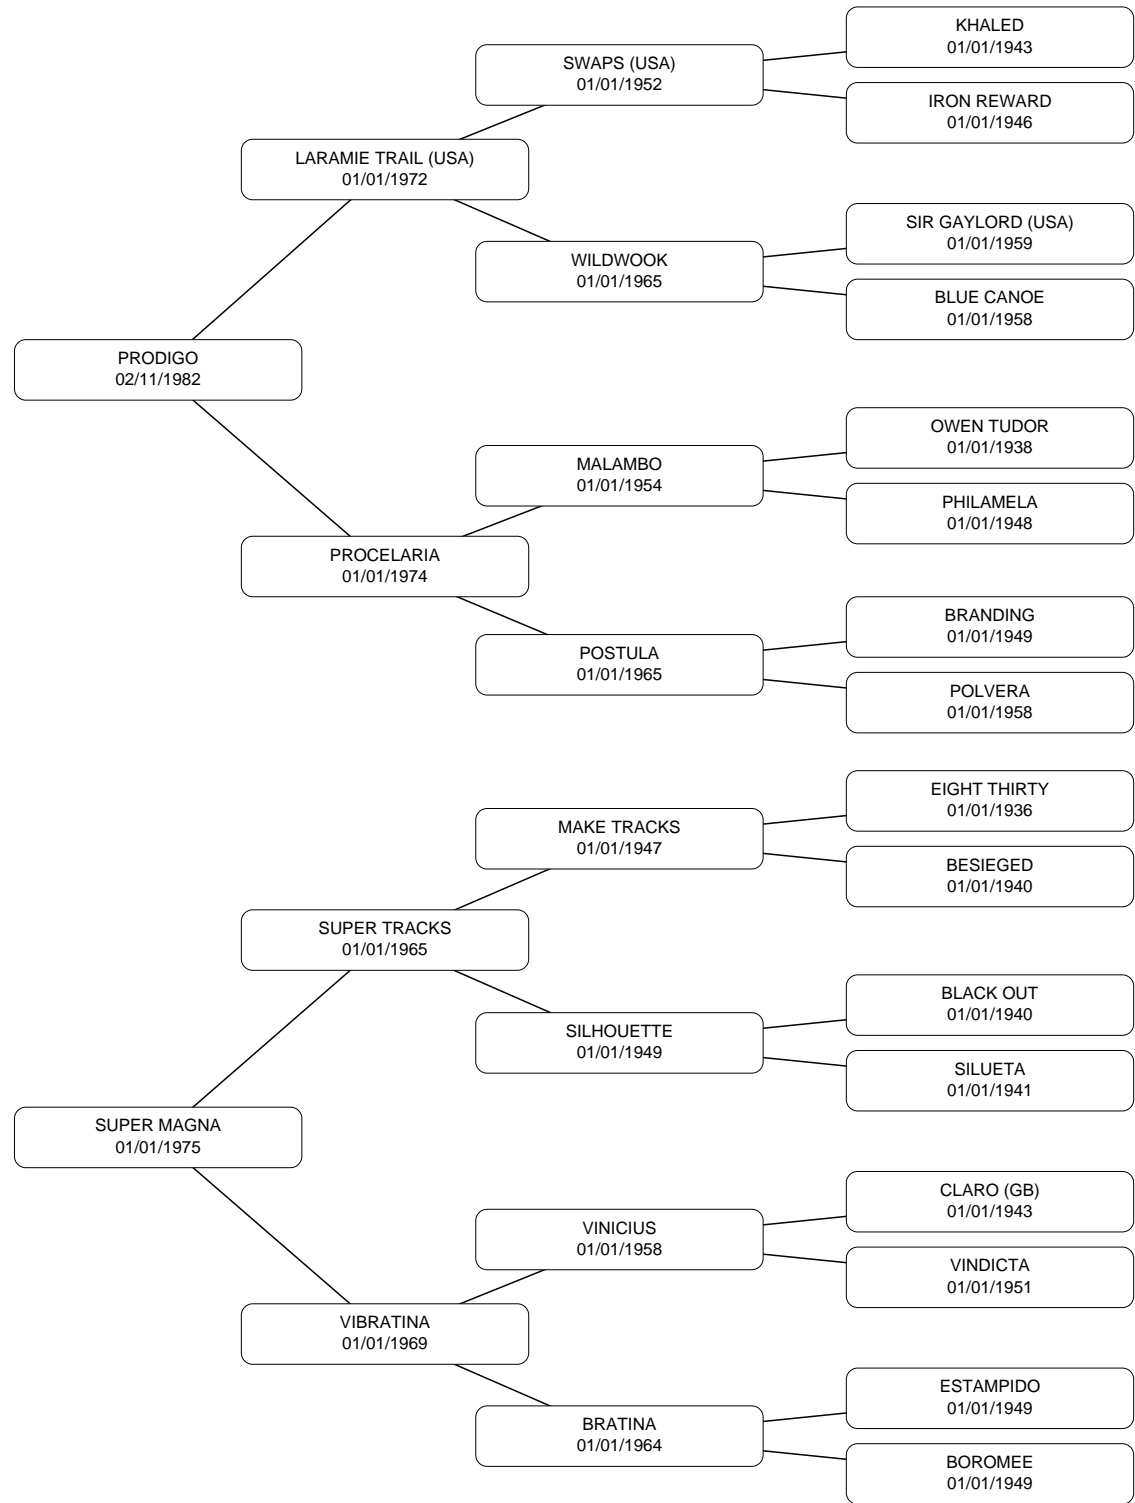 KHALED
01/01/1943
SWAPS (USA)
01/01/1952
IRON REWARD
01/01/1946
LARAMIE TRAIL (USA)
01/01/1972
SIR GAYLORD (USA)
01/01/1959
WILDWOOK
01/01/1965
BLUE CANOE
01/01/1958
PRODIGO
02/11/1982
OWEN TUDOR
01/01/1938
MALAMBO
01/01/1954
PHILAMELA
01/01/1948
PROCELARIA
01/01/1974
BRANDING
01/01/1949
POSTULA
01/01/1965
POLVERA
01/01/1958
EIGHT THIRTY
01/01/1936
MAKE TRACKS
01/01/1947
BESIEGED
01/01/1940
SUPER TRACKS
01/01/1965
BLACK OUT
01/01/1940
SILHOUETTE
01/01/1949
SILUETA
01/01/1941
SUPER MAGNA
01/01/1975
CLARO (GB)
01/01/1943
VINICIUS
01/01/1958
VINDICTA
01/01/1951
VIBRATINA
01/01/1969
ESTAMPIDO
01/01/1949
BRATINA
01/01/1964
BOROMEE
01/01/1949